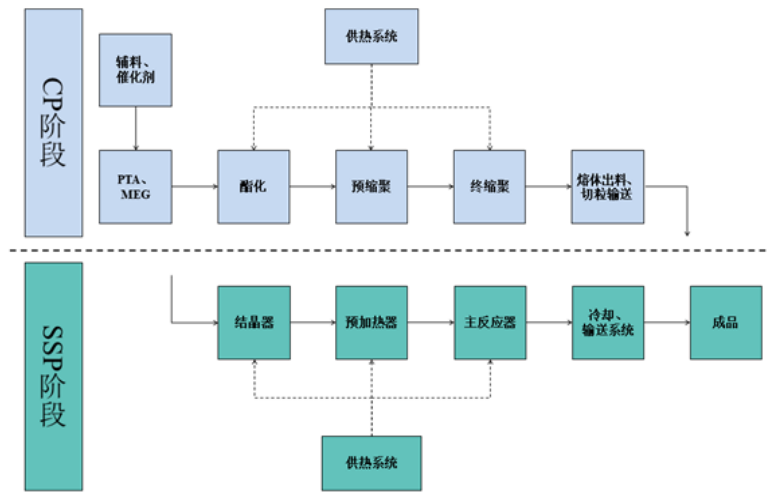 CP阶段
供热系统
辅料、
催化剂
PTA、
MEG
酯化
预缩聚
终缩聚
熔体出料、
切粒输送
SSP阶段
结晶器
预加热器
主反应器
冷却、
输送系统
成品
供热系统